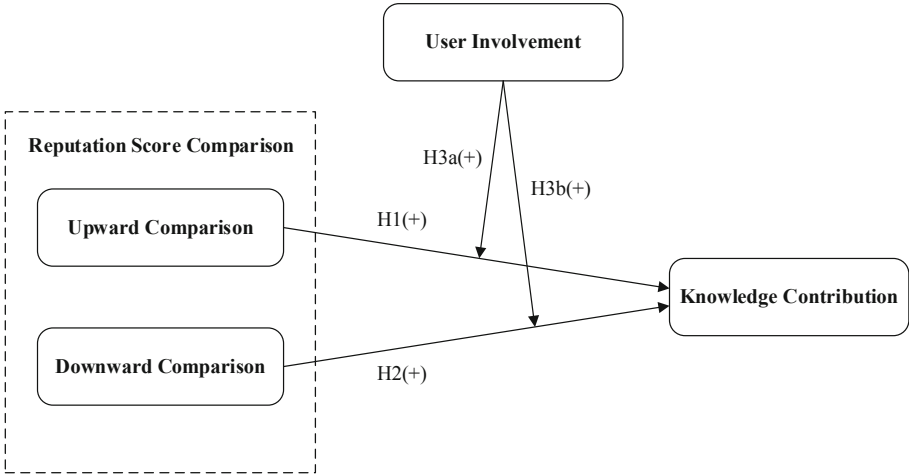 User Involvement
Reputation Score Comparison
H3a(+)
H3b(+)
Upward Comparison
H1(+)
Knowledge Contribution
Downward Comparison
H2(+)